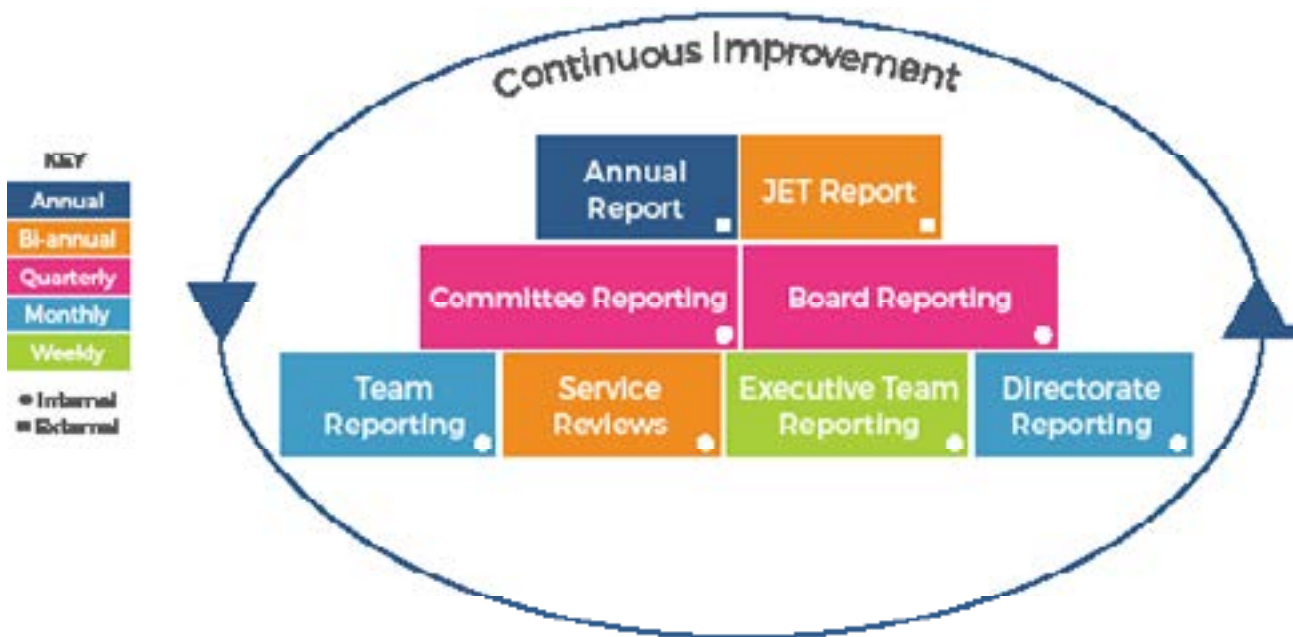 Continuous Improvement
KEY
Annual
Bi-annual
Quarterly
Monthly
Weekly
Internal
External
Annual
Report
JET Report
Committee Reporting
Board Reporting
Team
Reporting
Service
Reviews
Executive Team
Reporting
Directorate
Reporting